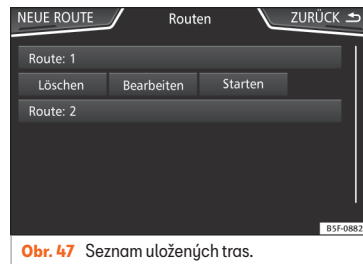 NEUE ROUTE Routen ZURÜCK
Route: 1
Löschen Bearbeiten Starten
Route: 2
B5F-0882
Obr. 47 Seznam uložených tras.